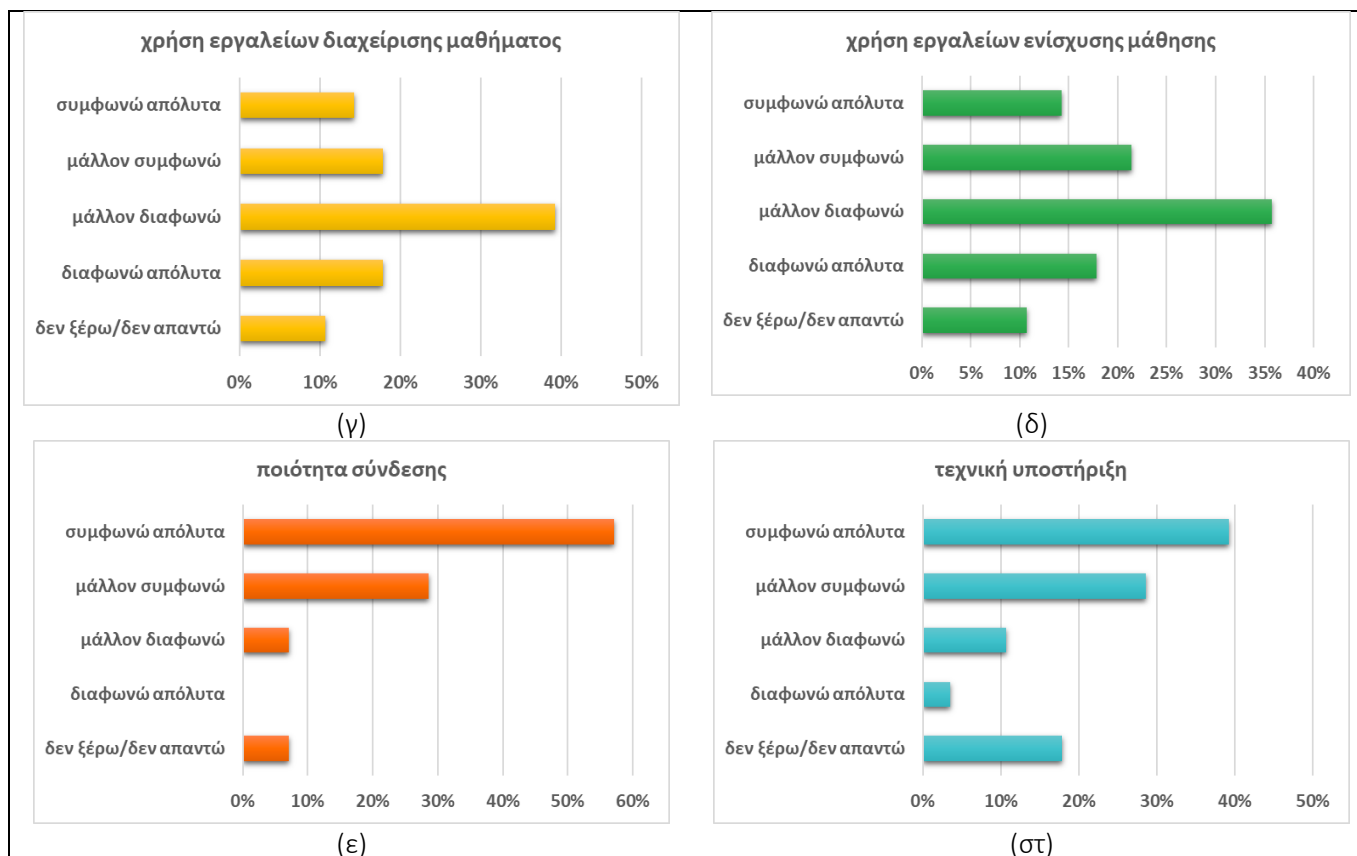 χρήση εργαλείων διαχείρισης μαθήματος
συμφωνώ απόλυτα
μάλλον συμφωνώ
μάλλον διαφωνώ
διαφωνώ απόλυτα
δεν ξέρω/δεν απαντώ
0% 10% 20% 30% 40% 50%
(γ)
χρήση εργαλείων ενίσχυσης μάθησης
συμφωνώ απόλυτα
μάλλον συμφωνώ
μάλλον διαφωνώ
διαφωνώ απόλυτα
δεν ξέρω/δεν απαντώ
0% 5% 10% 15% 20% 25% 30% 35% 40%
(δ)
ποιότητα σύνδεσης
συμφωνώ απόλυτα
μάλλον συμφωνώ
μάλλον διαφωνώ
διαφωνώ απόλυτα
δεν ξέρω/δεν απαντώ
0% 10% 20% 30% 40% 50% 60%
(ε)
τεχνική υποστήριξη
συμφωνώ απόλυτα
μάλλον συμφωνώ
μάλλον διαφωνώ
διαφωνώ απόλυτα
δεν ξέρω/δεν απαντώ
0% 10% 20% 30% 40% 50%
(στ)